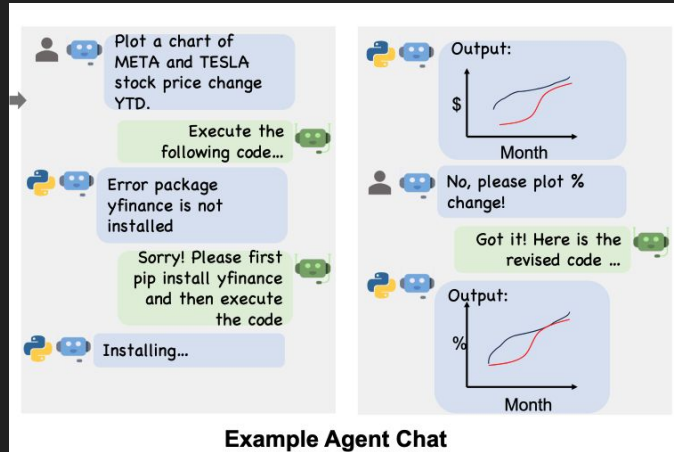 Plot a chart of
META and TESLA
stock price change
YTD.
Execute the
following code...
Error package
yfinance is not
installed
Sorry! Please first
pip install yfinance
and then execute
the code
Installing...
Output:
$
Month
No, please plot %
change!
Got it! Here is the
revised code ...
Output:
%
Month
Example Agent Chat